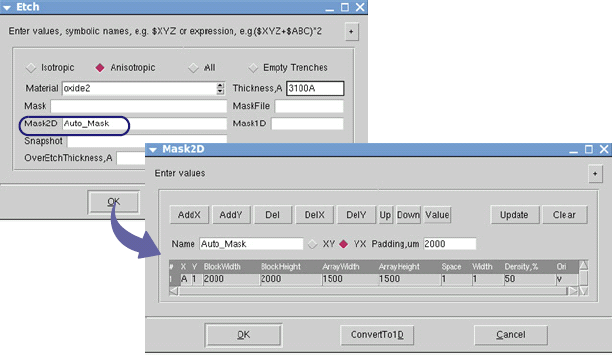 Etch
Enter values, symbolic names, e.g. $XYZ or expression, e.g($XYZ+$ABC)*2
+
Isotropic Anisotropic All Empty Trenches
Material oxide2 Thickness,A 3100A
Mask MaskFile
Mask2D Auto_Mask Mask1D
Snapshot
OverEtchThickness,A
OK
Mask2D
Enter values
+
AddX AddY Del DelX DelY Up Down Value Update Clear
Name Auto_Mask XY YX Padding,um 2000
# X Y BlockWidth BlockHeight ArrayWidth ArrayHeight Space Width Density,% Ori
1 A 1 2000 2000 1500 1500 1 1 50 v
OK ConvertTo1D Cancel